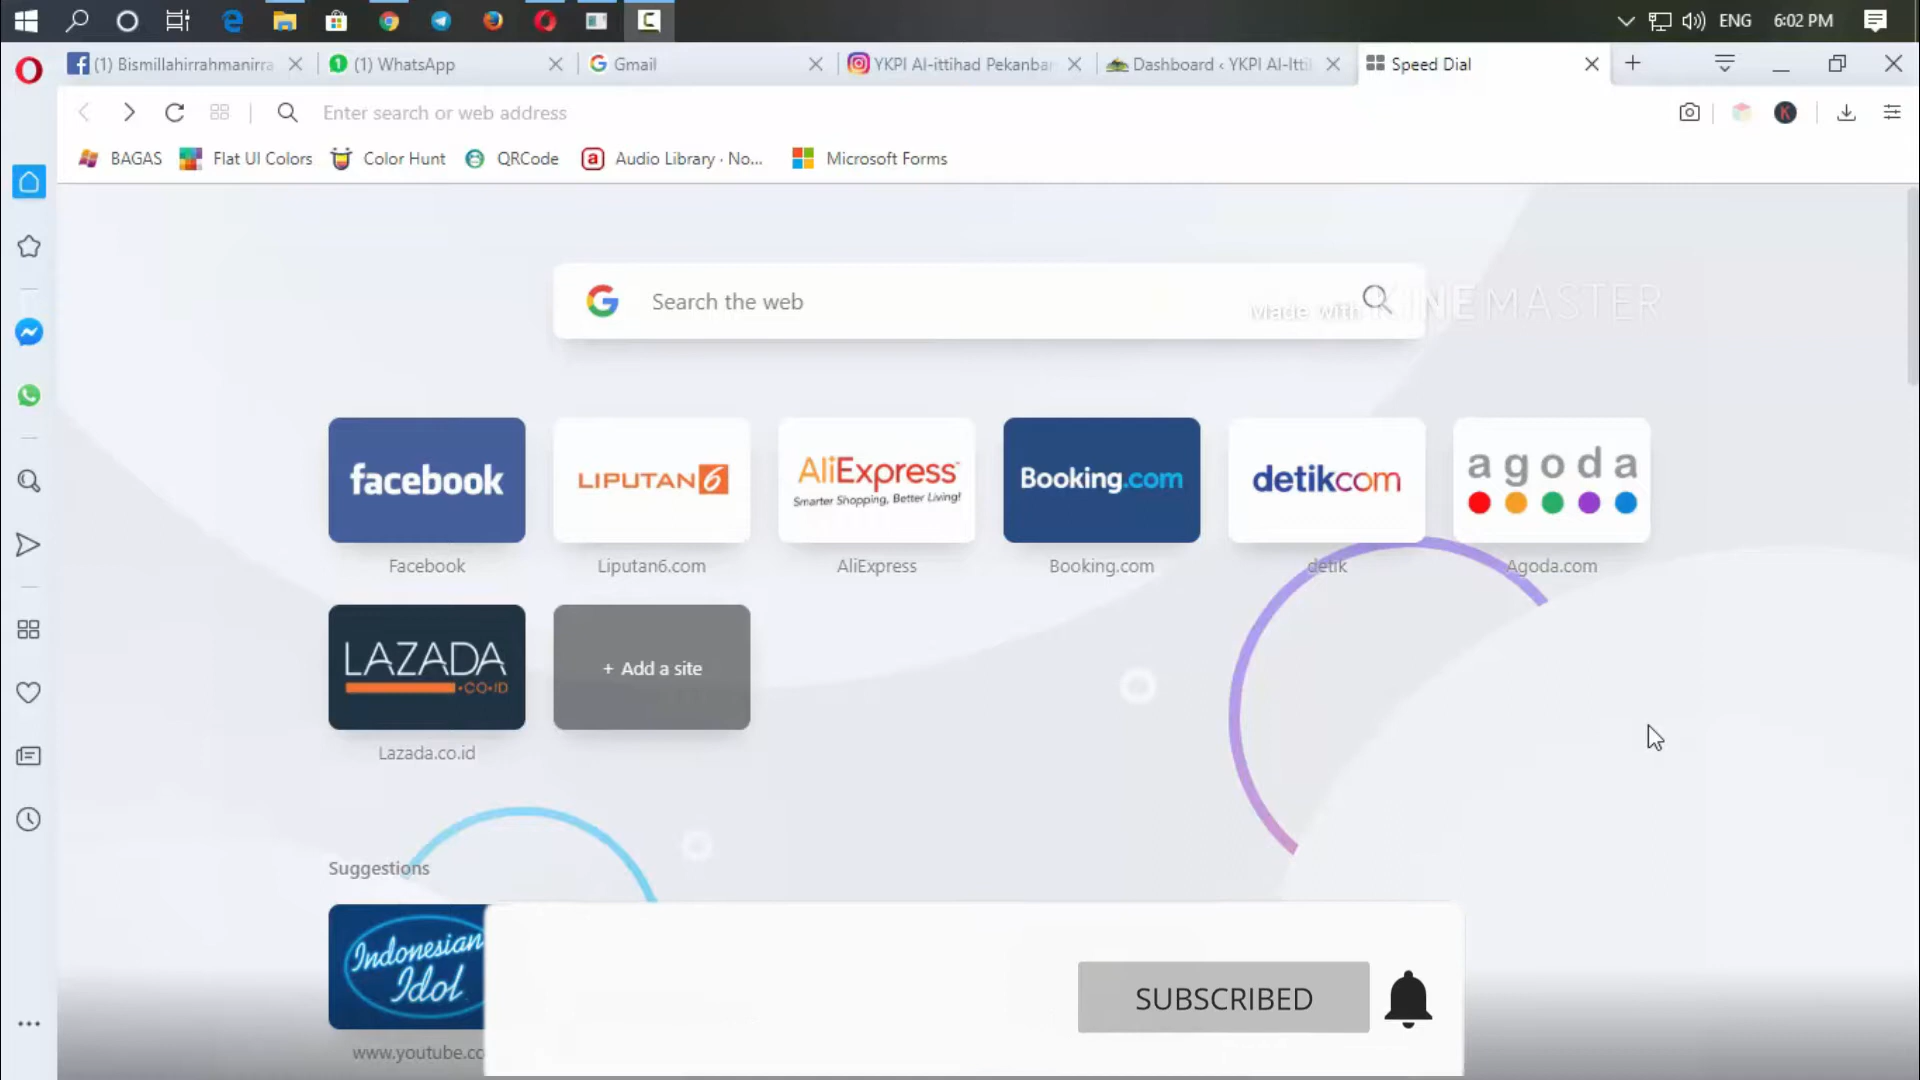 ENG 6:02 PM
(1) Bismillahirrahmanirra
(1) WhatsApp
Gmail
YKPI Al-ittihad Pekanbar
Dashboard ‹ YKPI Al-Itti
Speed Dial
Enter search or web address
K
BAGAS
Flat UI Colors
Color Hunt
QRCode
a
Audio Library · No...
Microsoft Forms
Search the web
Made with KINEMASTER
facebook
LIPUTAN6
AliExpress
Smarter Shopping, Better Living!
Booking.com
detikcom
agoda
Facebook
Liputan6.com
AliExpress
Booking.com
detik
Agoda.com
LAZADA
.CO.ID
+ Add a site
Lazada.co.id
Suggestions
Indonesian
Idol
SUBSCRIBED
www.youtube.cc